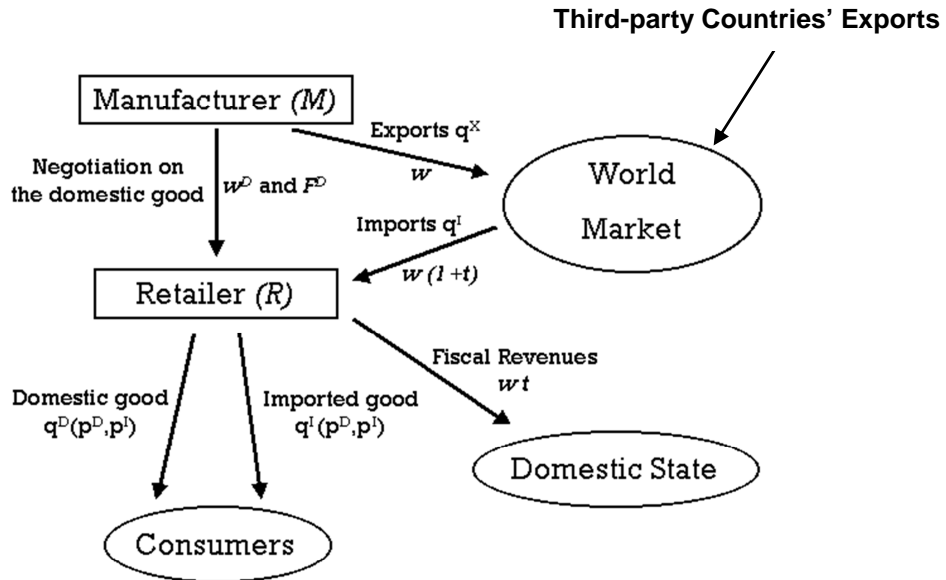 Third-party Countries’ Exports
Manufacturer (M)
Exports q^X
w
Negotiation on
the domestic good
w^D and F^D
World
Market
Imports q^I
w (1+t)
Retailer (R)
Fiscal Revenues
w t
Domestic good
q^D(p^D,p^I)
Imported good
q^I(p^D,p^I)
Domestic State
Consumers